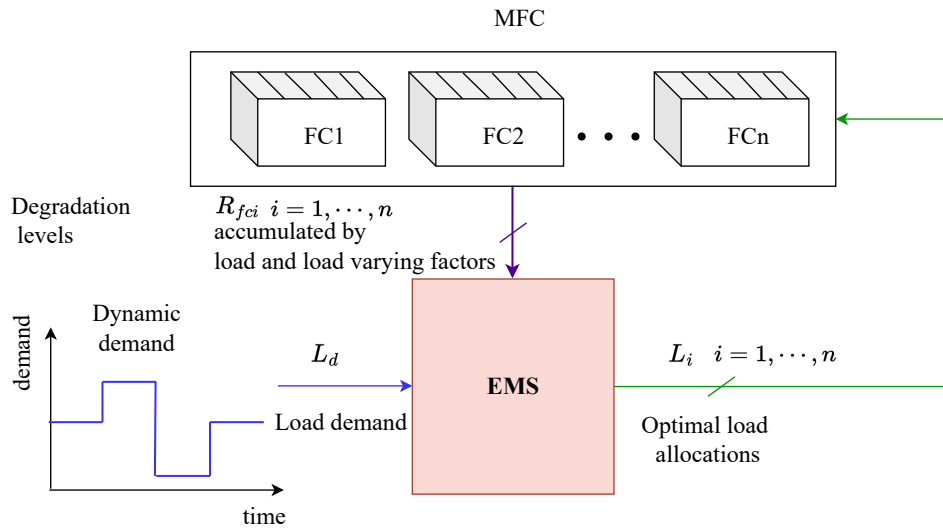 MFC
FC1
FC2
FCn
Degradation
levels
R_{fci} i = 1, ⋯, n
accumulated by
load and load varying factors
Dynamic
demand
demand
time
L_d
Load demand
EMS
L_i i = 1, ⋯, n
Optimal load
allocations